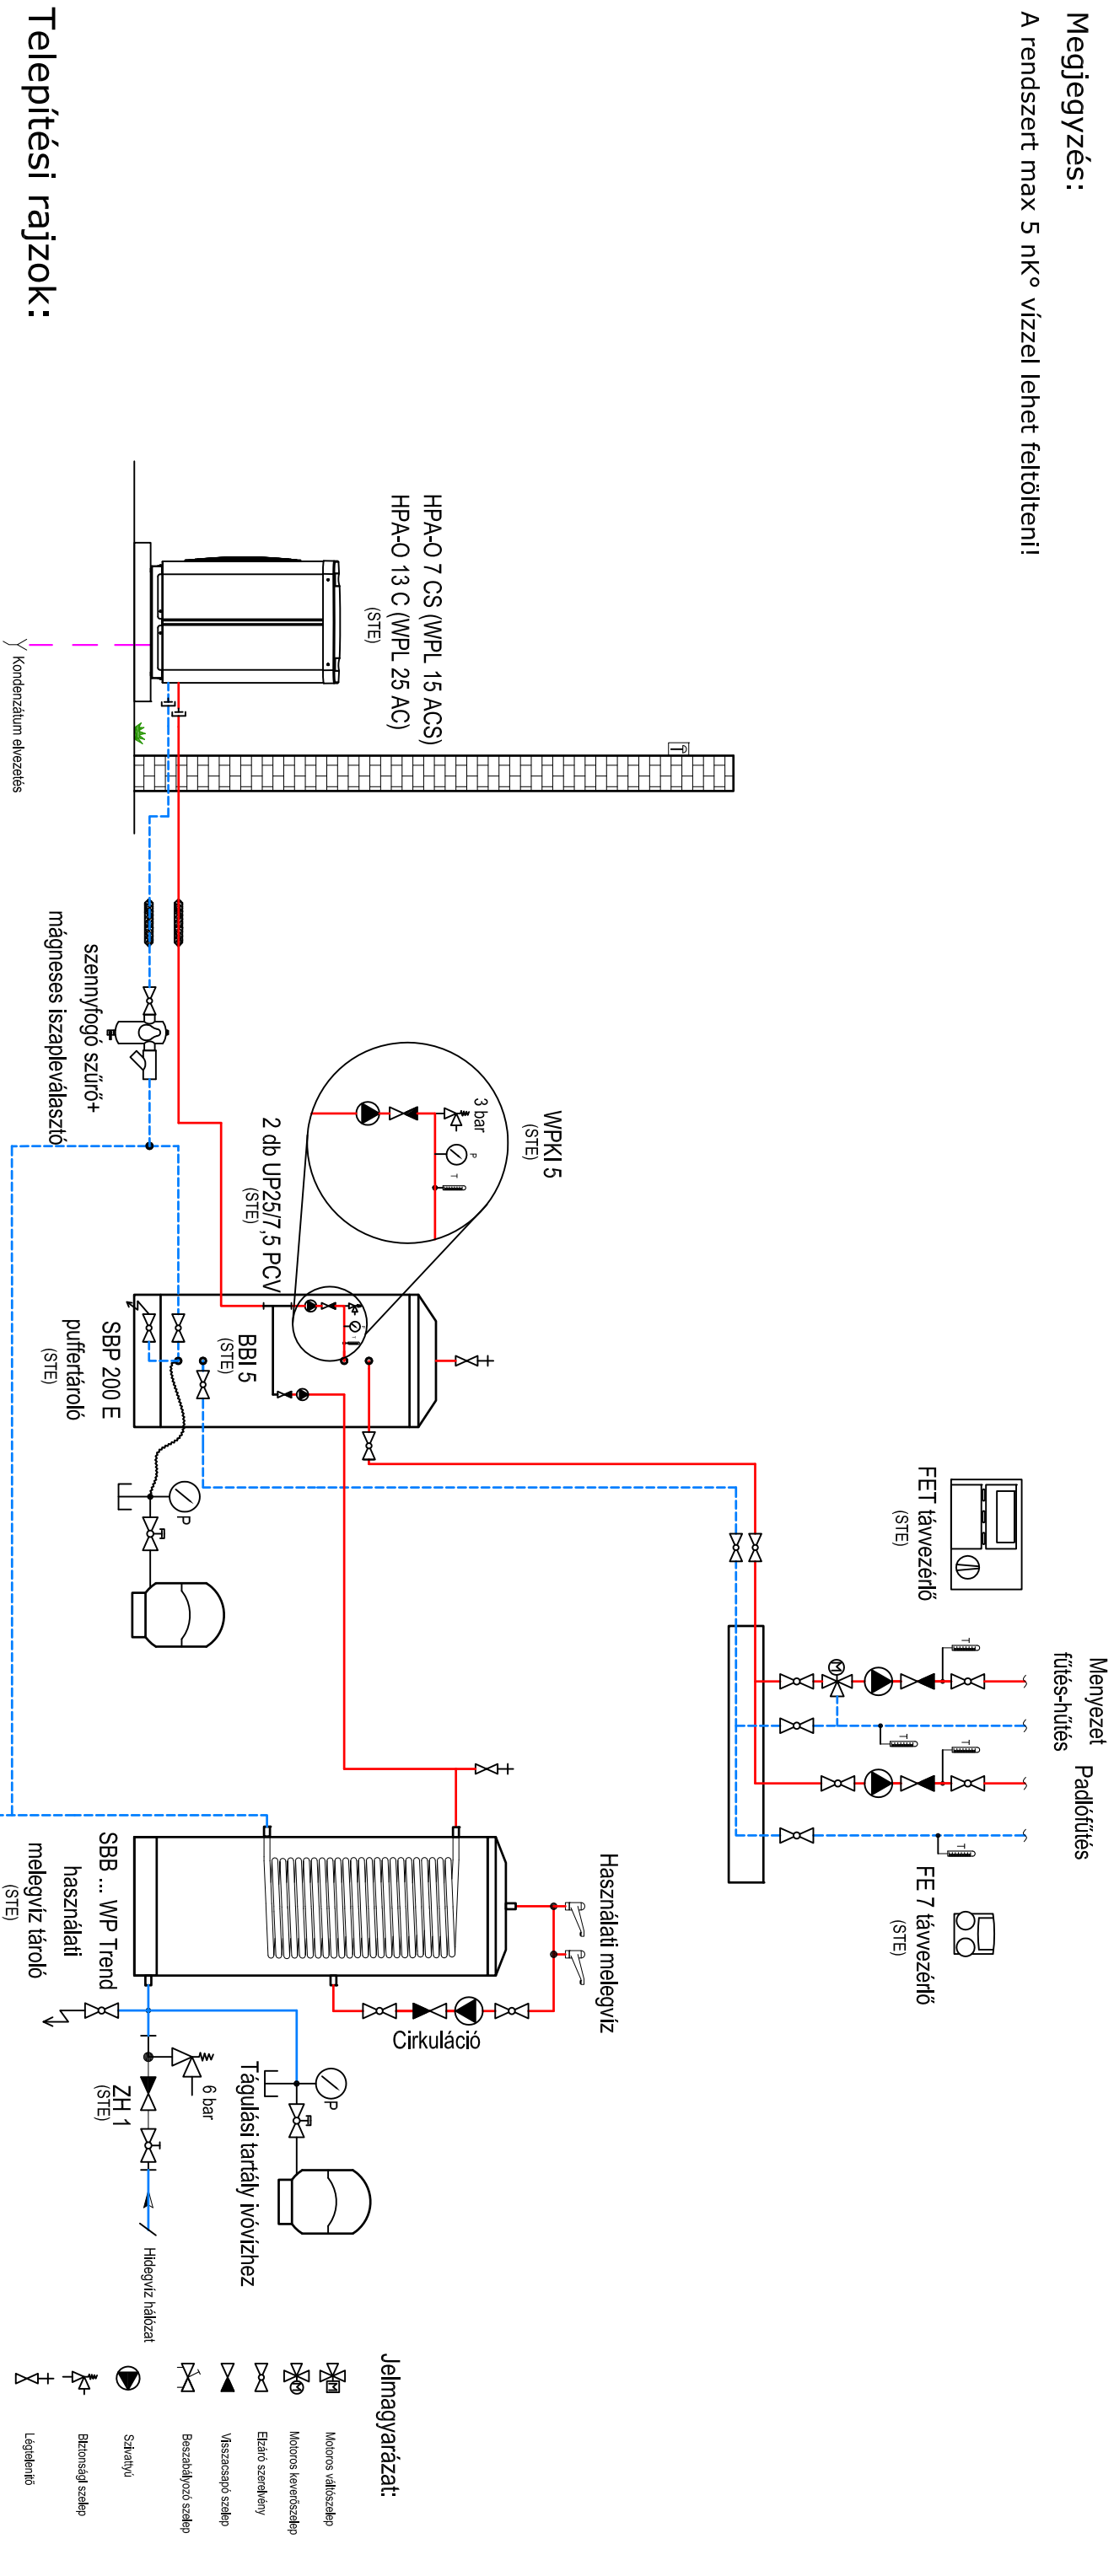 Megjegyzés:
A rendszert max 5 nK° vízzel lehet feltölteni!
Telepítési rajzok:
HPA-O 7 CS (WPL 15 ACS)
HPA-O 13 C (WPL 25 AC)
(STE)
T
Kondenzátum elvezetés
szennyfogó szűrő+
mágneses iszapleválasztó
WPKI 5
(STE)
3 bar
P
T
2 db UP25/7,5 PCV
(STE)
BBI 5
(STE)
SBP 200 E
puffertároló
(STE)
P
FET távvezérlő
(STE)
Menyezet
fűtés-hűtés
Padlófűtés
T
M
T
T
T
FE 7 távvezérlő
(STE)
Használati melegvíz
Cirkuláció
SBB ... WP Trend
használati
melegvíz tároló
(STE)
6 bar
ZH 1
(STE)
P
Tágulási tartály ivóvízhez
Hidegvíz hálózat
Jelmagyarázat:
M
Motoros váltószelep
M
Motoros keverőszelep
Elzáró szerelvény
Visszacsapó szelep
Beszabályozó szelep
Szivattyú
Biztonsági szelep
Légtelenítő